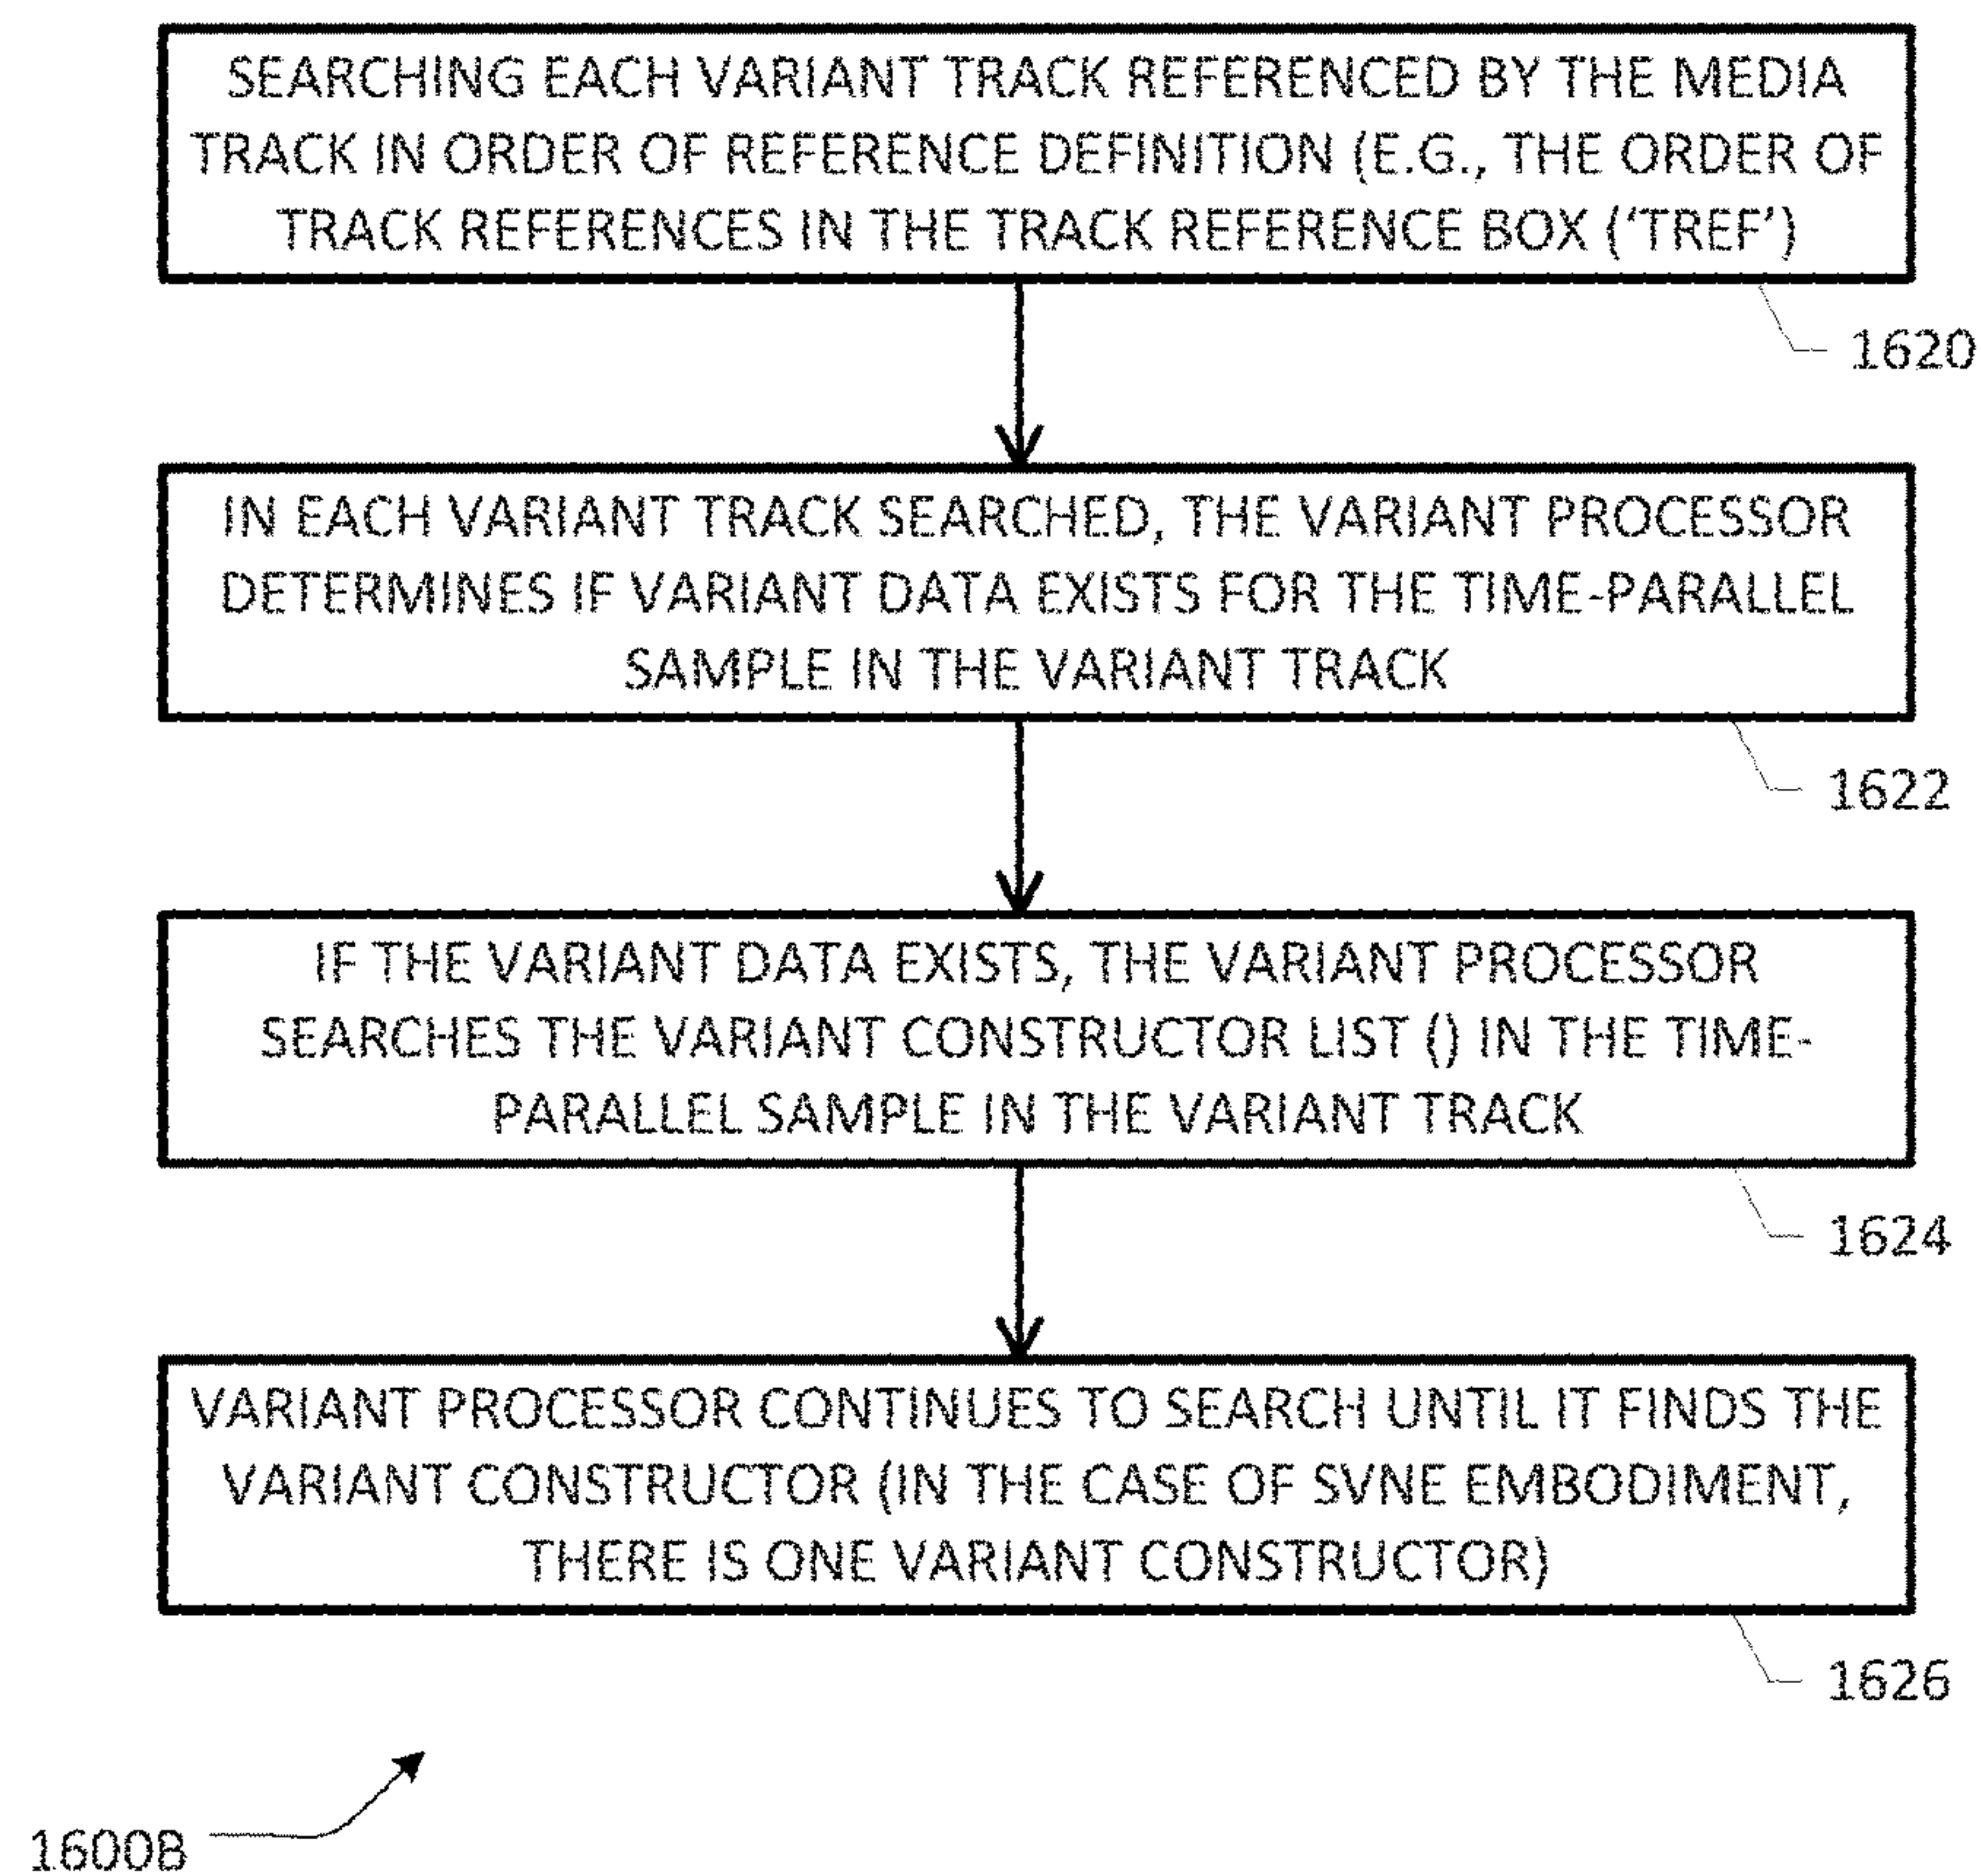 SEARCHING EACH VARIANT TRACK REFERENCED BY THE MEDIA
TRACK IN ORDER OF REFERENCE DEFINITION (E.G., THE ORDER OF
TRACK REFERENCES IN THE TRACK REFERENCE BOX (‘TREF’)
1620
IN EACH VARIANT TRACK SEARCHED, THE VARIANT PROCESSOR
DETERMINES IF VARIANT DATA EXISTS FOR THE TIME-PARALLEL
SAMPLE IN THE VARIANT TRACK
1622
IF THE VARIANT DATA EXISTS, THE VARIANT PROCESSOR
SEARCHES THE VARIANT CONSTRUCTOR LIST () IN THE TIME-
PARALLEL SAMPLE IN THE VARIANT TRACK
1624
VARIANT PROCESSOR CONTINUES TO SEARCH UNTIL IT FINDS THE
VARIANT CONSTRUCTOR (IN THE CASE OF SVNE EMBODIMENT,
THERE IS ONE VARIANT CONSTRUCTOR)
1626
1600B